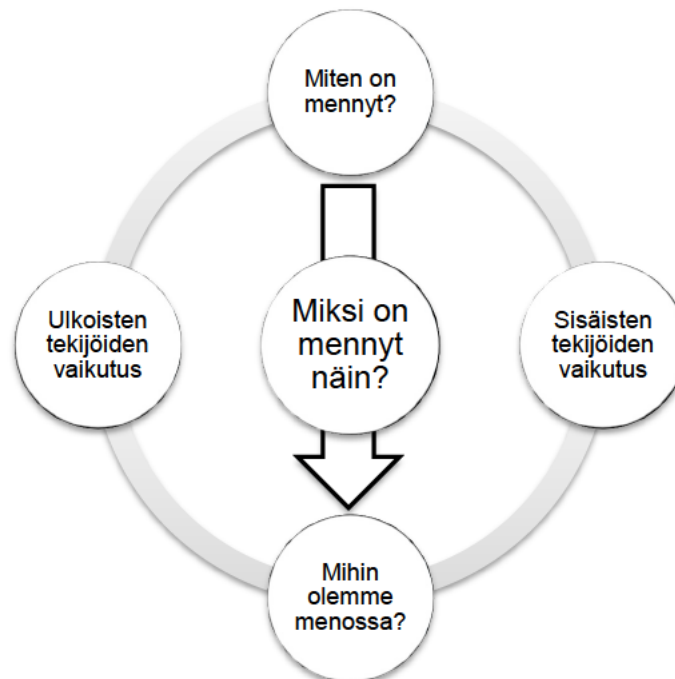 Miten on
mennyt?
Ulkoisten
tekijöiden
vaikutus
Miksi on
mennyt
näin?
Sisäisten
tekijöiden
vaikutus
Mihin
olemme
menossa?